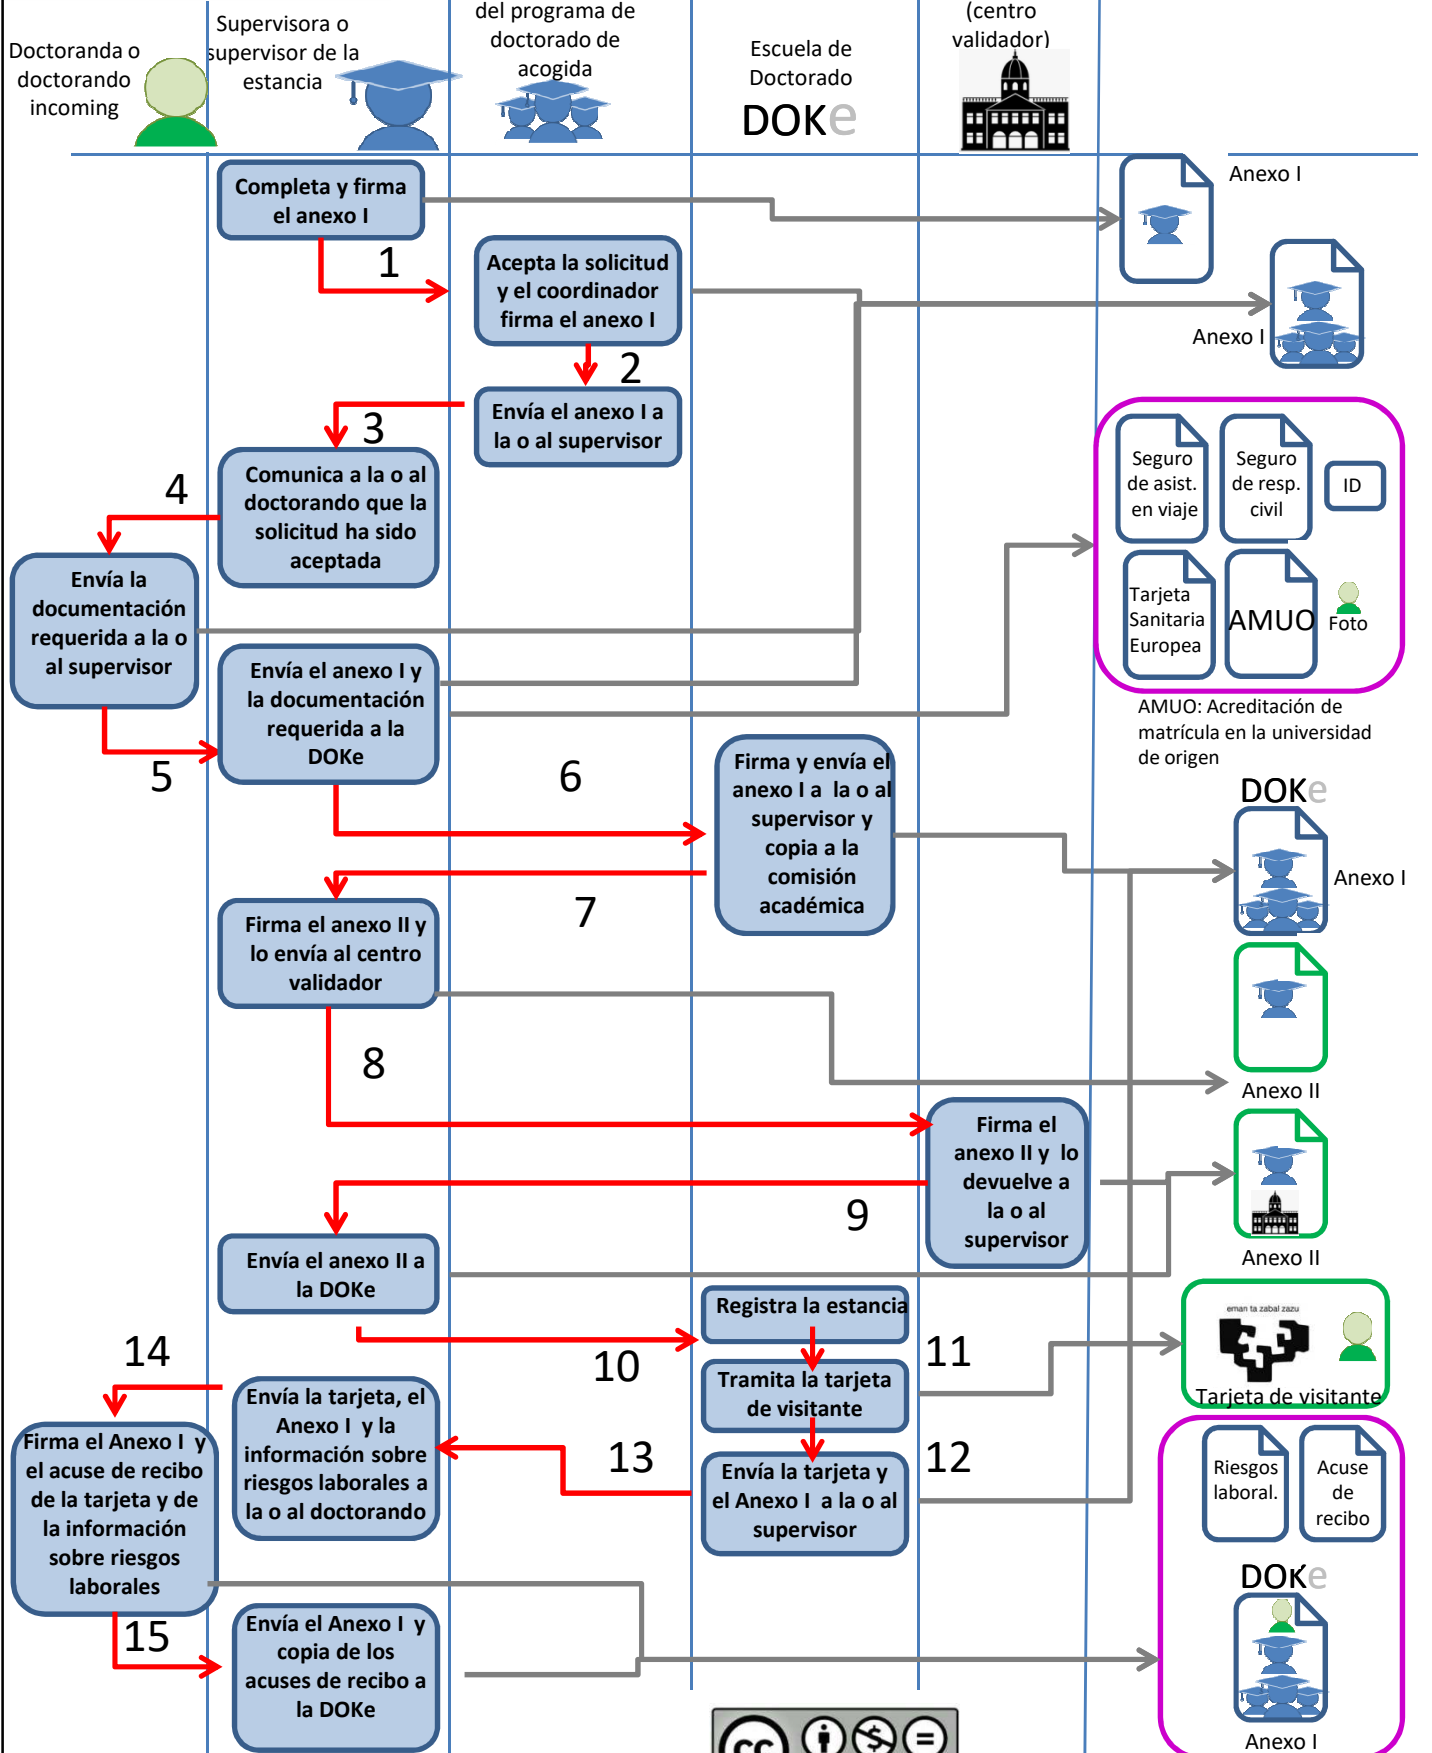 Doctoranda o
doctorando
incoming
Supervisora o
supervisor de la
estancia
del programa de
doctorado de
acogida
Escuela de
Doctorado
DOKe
(centro
validador)
Completa y firma
el anexo I
Anexo I
1
Acepta la solicitud
y el coordinador
firma el anexo I
Anexo I
2
Envía el anexo I a
la o al supervisor
3
Comunica a la o al
doctorando que la
solicitud ha sido
aceptada
4
Seguro
de asist.
en viaje
Seguro
de resp.
civil
ID
Tarjeta
Sanitaria
Europea
AMUO
Foto
AMUO: Acreditación de
matrícula en la universidad
de origen
Envía la
documentación
requerida a la o
al supervisor
5
Envía el anexo I y
la documentación
requerida a la
DOKe
6
Firma y envía el
anexo I a la o al
supervisor y
copia a la
comisión
académica
DOKe
Anexo I
7
Firma el anexo II y
lo envía al centro
validador
Anexo II
8
Firma el
anexo II y lo
devuelve a
la o al
supervisor
Anexo II
9
Envía el anexo II a
la DOKe
10
Registra la estancia
11
Tramita la tarjeta
de visitante
eman ta zabal zazu
Tarjeta de visitante
12
Envía la tarjeta y
el Anexo I a la o al
supervisor
13
Envía la tarjeta, el
Anexo I y la
información sobre
riesgos laborales a
la o al doctorando
14
Firma el Anexo I y
el acuse de recibo
de la tarjeta y de
la información
sobre riesgos
laborales
Riesgos
laboral.
Acuse
de
recibo
DOKe
Anexo I
15
Envía el Anexo I y
copia de los
acuses de recibo a
la DOKe
cc